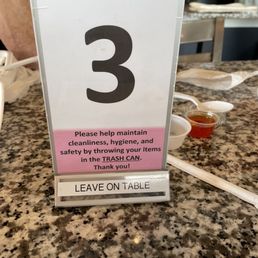 3
Please help maintain
cleanliness, hygiene, and
safety by throwing your items
in the TRASH CAN.
Thank you!
LEAVE ON TABLE